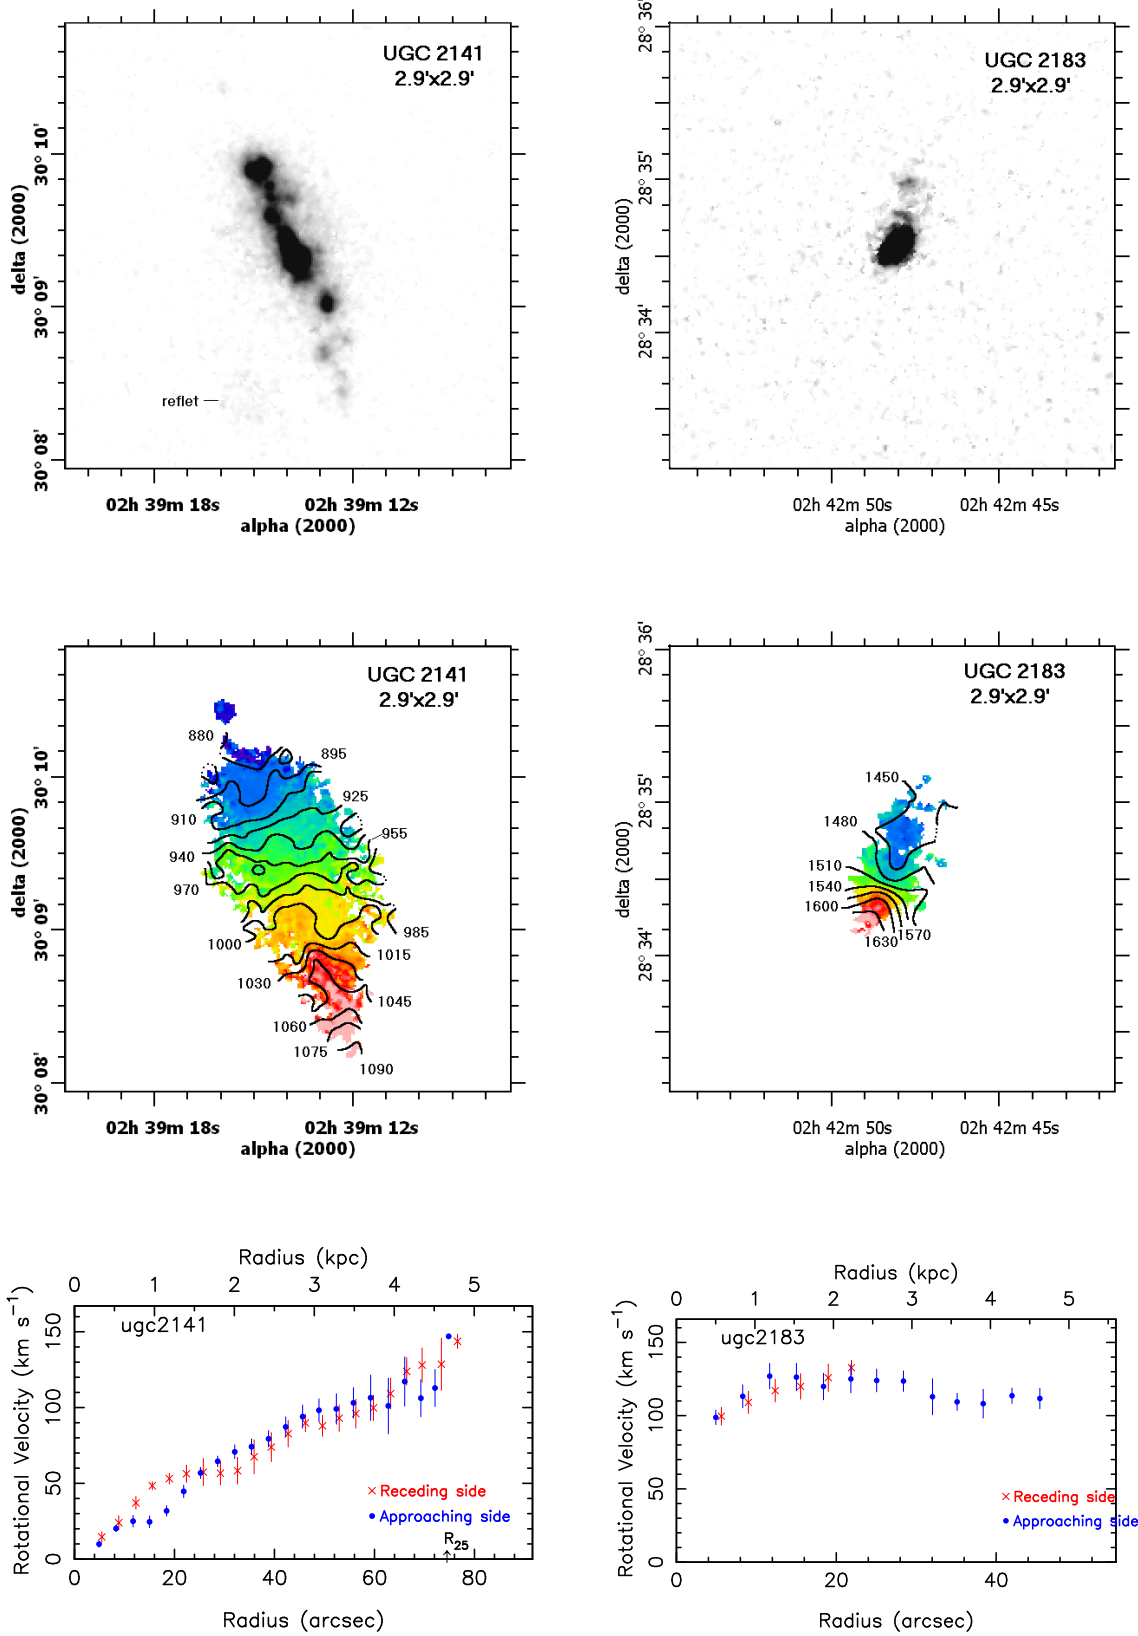 UGC 2141
2.9'x2.9'
reflet
30° 10'
30° 09'
30° 08'
delta (2000)
02h 39m 18s
02h 39m 12s
alpha (2000)
UGC 2183
2.9'x2.9'
28° 36'
28° 35'
28° 34'
delta (2000)
02h 42m 50s
02h 42m 45s
alpha (2000)
UGC 2141
2.9'x2.9'
880
895
910
925
940
955
970
985
1000
1015
1030
1045
1060
1075
1090
30° 10'
30° 09'
30° 08'
delta (2000)
02h 39m 18s
02h 39m 12s
alpha (2000)
UGC 2183
2.9'x2.9'
1450
1480
1510
1540
1600
1570
1630
28° 36'
28° 35'
28° 34'
delta (2000)
02h 42m 50s
02h 42m 45s
alpha (2000)
Radius (kpc)
0 1 2 3 4 5
ugc2141
Rotational Velocity (km s⁻¹)
0 50 100 150
× Receding side
• Approaching side
R25
↑
0 20 40 60 80
Radius (arcsec)
Radius (kpc)
0 1 2 3 4 5
ugc2183
Rotational Velocity (km s⁻¹)
0 50 100 150
× Receding side
• Approaching side
0 20 40
Radius (arcsec)